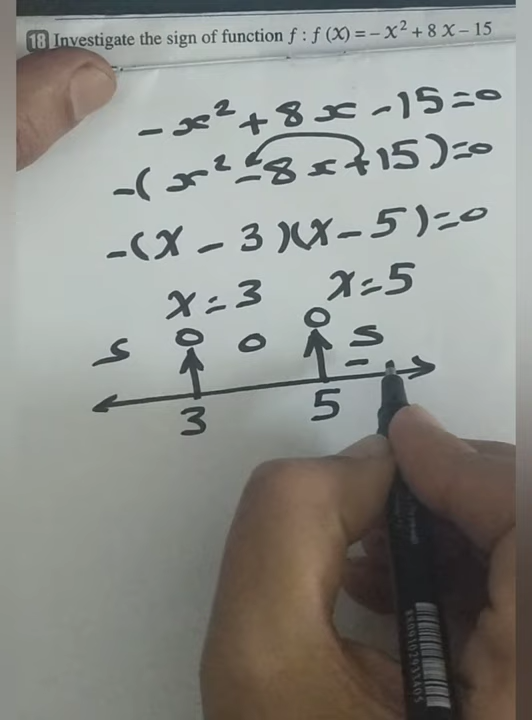 18 Investigate the sign of function f : f (X) = – X² + 8 X – 15
-x² + 8x - 15 = 0
-(x² - 8x + 15) = 0
-(x - 3)(x - 5) = 0
x = 3 x = 5
S 0 0 0 S
-
3 5